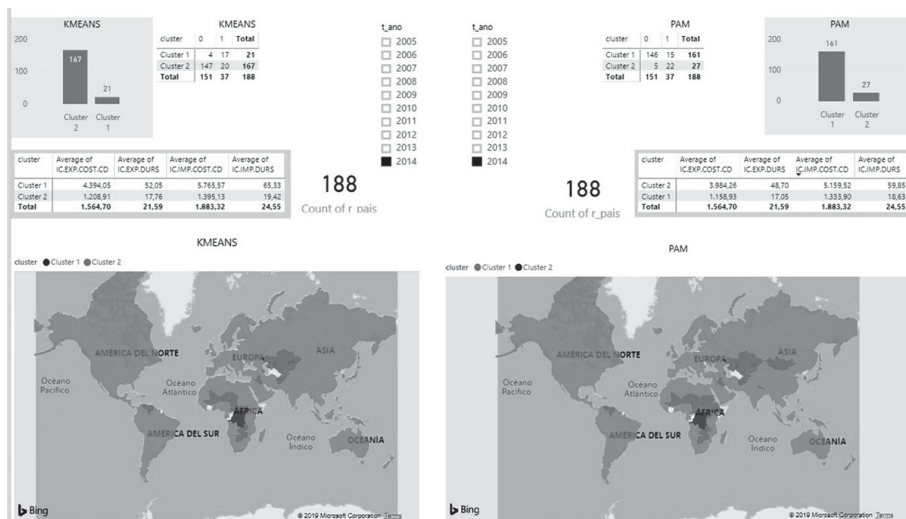 KMEANS
200
100
0
167
21
Cluster 2
Cluster 1
KMEANS
cluster 0 1 Total
Cluster 1 4 17 21
Cluster 2 147 20 167
Total 151 37 188
t_ano
2005
2006
2007
2008
2009
2010
2011
2012
2013
2014
cluster Average of IC.EXP.COST.CD Average of IC.EXP.DURS Average of IC.IMP.COST.CD Average of IC.IMP.DURS
Cluster 1 4.394,05 52,05 5.765,57 65,33
Cluster 2 1.208,91 17,76 1.395,13 19,42
Total 1.564,70 21,59 1.883,32 24,55
188
Count of r_pais
t_ano
2005
2006
2007
2008
2009
2010
2011
2012
2013
2014
PAM
cluster 0 1 Total
Cluster 1 146 15 161
Cluster 2 5 22 27
Total 151 37 188
PAM
200
100
0
161
27
Cluster 1
Cluster 2
188
Count of r_pais
cluster Average of IC.EXP.COST.CD Average of IC.EXP.DURS Average of IC.IMP.COST.CD Average of IC.IMP.DURS
Cluster 2 3.984,26 48,70 5.159,52 59,85
Cluster 1 1.158,93 17,05 1.333,90 18,63
Total 1.564,70 21,59 1.883,32 24,55
KMEANS
cluster Cluster 1 Cluster 2
AMÉRICA DEL NORTE
EUROPA
ASIA
Océano Pacífico
Océano Atlántico
ÁFRICA
AMÉRICA DEL SUR
Océano Índico
OCEANÍA
Bing
© 2019 Microsoft Corporation Terms
PAM
cluster Cluster 1 Cluster 2
AMÉRICA DEL NORTE
EUROPA
ASIA
Océano Pacífico
Océano Atlántico
ÁFRICA
AMÉRICA DEL SUR
Océano Índico
OCEANÍA
Bing
© 2019 Microsoft Corporation Terms